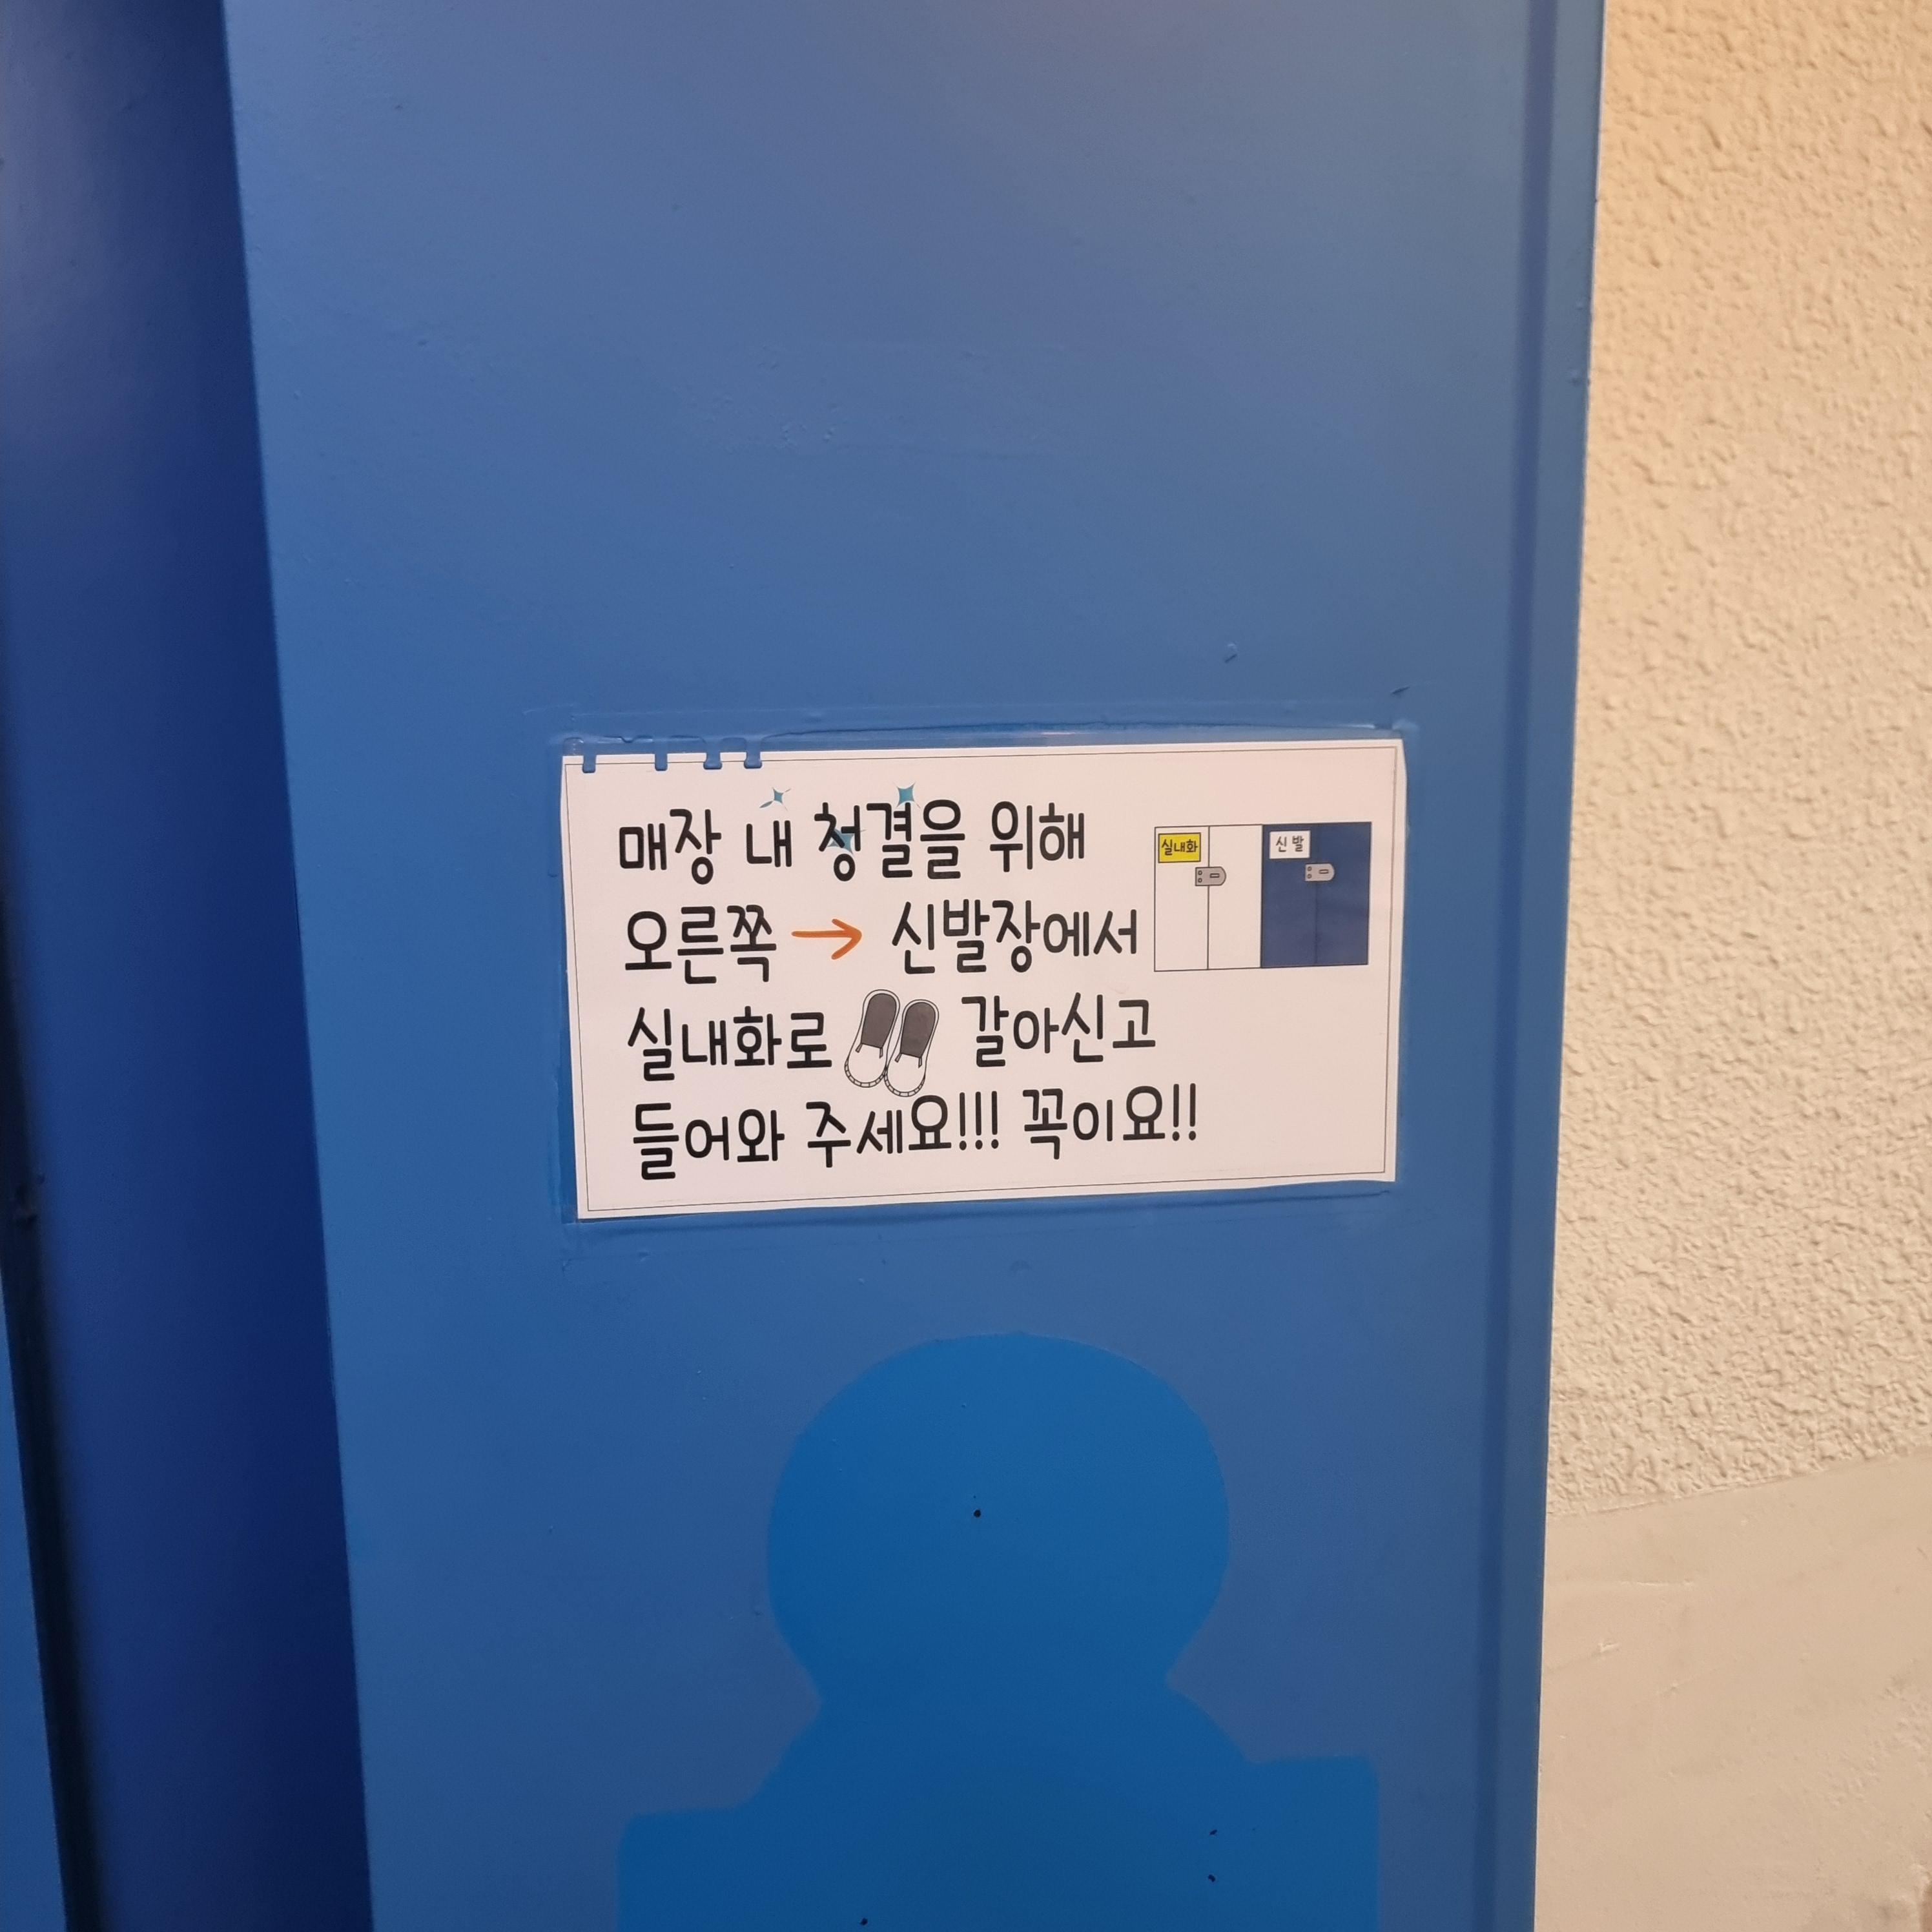 매장 내 청결을 위해
오른쪽 → 신발장에서
실내화로 갈아신고
들어와 주세요!!! 꼭이요!!
실내화
신발